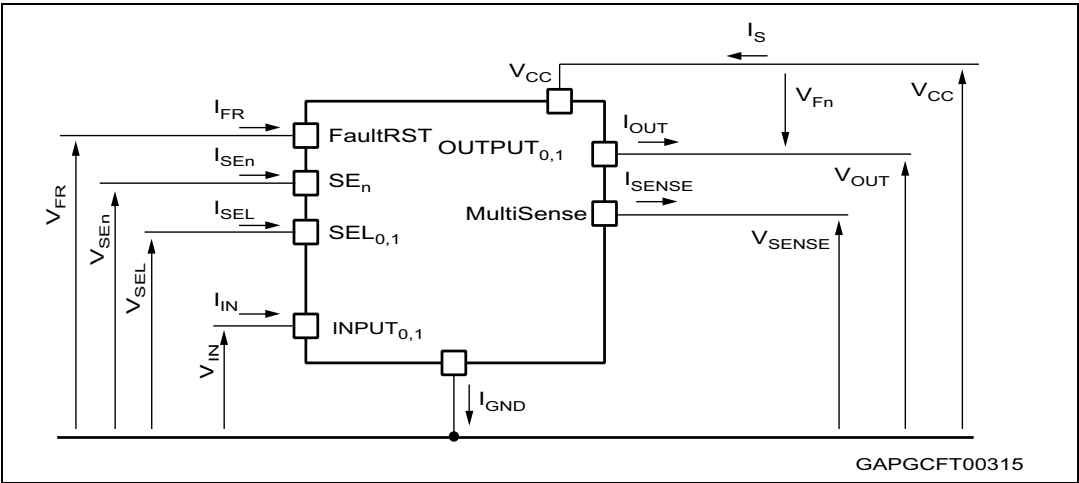 I_S
V_CC
V_Fn
V_CC
I_FR
FaultRST
OUTPUT_0,1
I_OUT
I_SEn
SE_n
V_OUT
I_SENSE
MultiSense
I_SEL
SEL_0,1
V_SENSE
V_FR
V_SEn
V_SEL
I_IN
INPUT_0,1
V_IN
I_GND
GAPGCFT00315